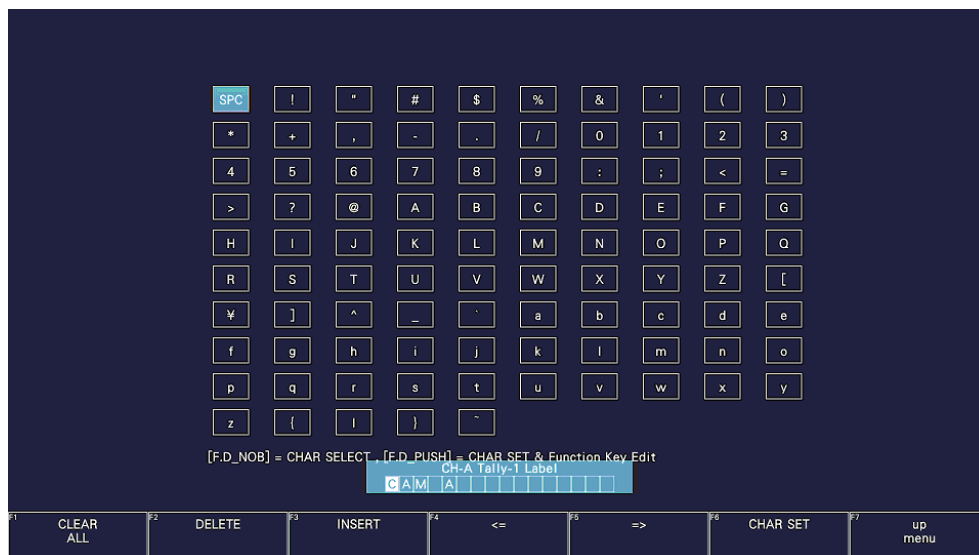 SPC ! " # $ % & ' ( )
* + , - . / 0 1 2 3
4 5 6 7 8 9 : ; < =
> ? @ A B C D E F G
H I J K L M N O P Q
R S T U V W X Y Z [
¥ ] ^ _ ` a b c d e
f g h i j k l m n o
p q r s t u v w x y
z { | } ~
[F.D_NOB] = CHAR SELECT , [F.D_PUSH] = CHAR SET & Function Key Edit
CH-A Tally-1 Label
CAM A
F1 CLEAR ALL F2 DELETE F3 INSERT F4 <= F5 => F6 CHAR SET F7 up menu